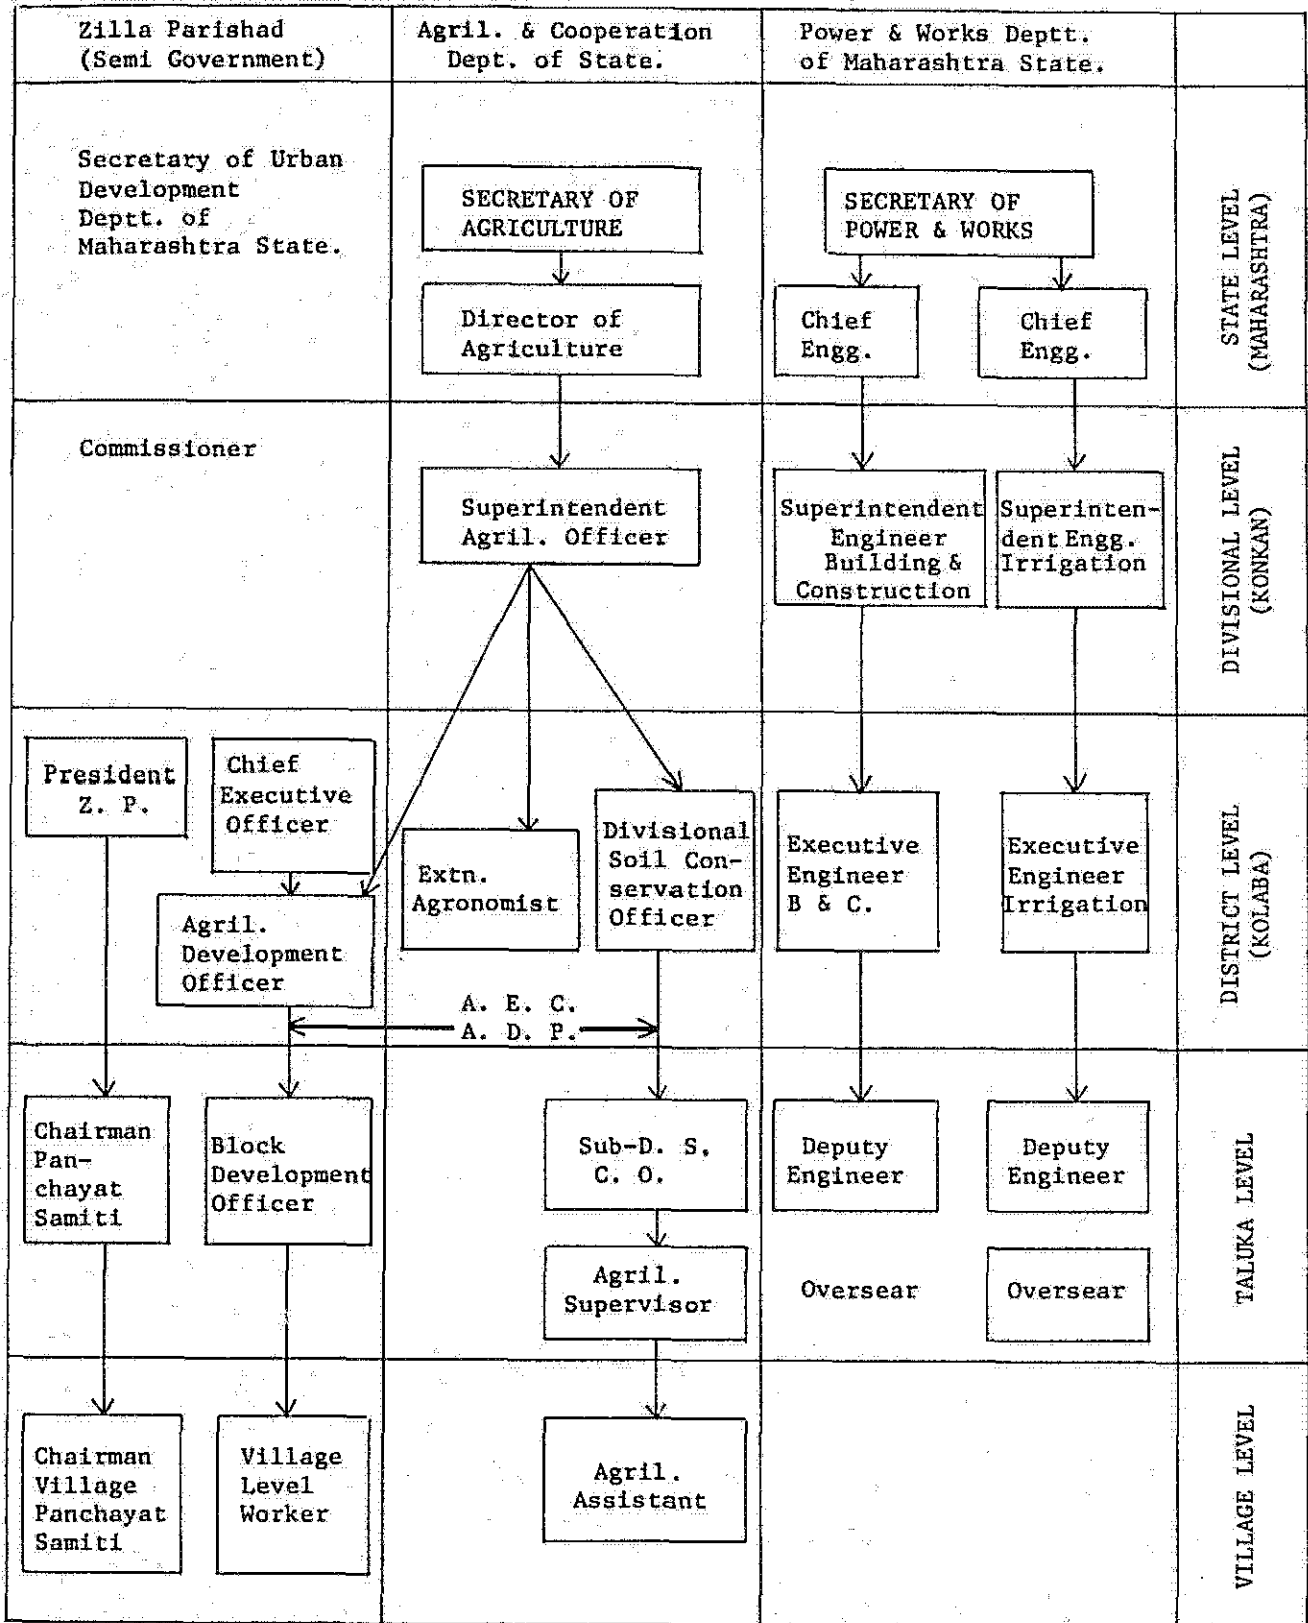 Zilla Parishad
(Semi Government)
Agril. & Cooperation
Dept. of State.
Power & Works Deptt.
of Maharashtra State.
Secretary of Urban
Development
Deptt. of
Maharashtra State.
SECRETARY OF
AGRICULTURE
SECRETARY OF
POWER & WORKS
Director of
Agriculture
Chief
Engg.
Chief
Engg.
STATE LEVEL
(MAHARASHTRA)
Commissioner
Superintendent
Agril. Officer
Superintendent
Engineer
Building &
Construction
Superinten-
dent Engg.
Irrigation
DIVISIONAL LEVEL
(KONKAN)
President
Z. P.
Chief
Executive
Officer
Agril.
Development
Officer
Extn.
Agronomist
Divisional
Soil Con-
servation
Officer
Executive
Engineer
B & C.
Executive
Engineer
Irrigation
A. E. C.
A. D. P.
DISTRICT LEVEL
(KOLABA)
Chairman
Pan-
chayat
Samiti
Block
Development
Officer
Sub-D. S.
C. O.
Deputy
Engineer
Deputy
Engineer
Agril.
Supervisor
Oversear
Oversear
TALUKA LEVEL
Chairman
Village
Panchayat
Samiti
Village
Level
Worker
Agril.
Assistant
VILLAGE LEVEL